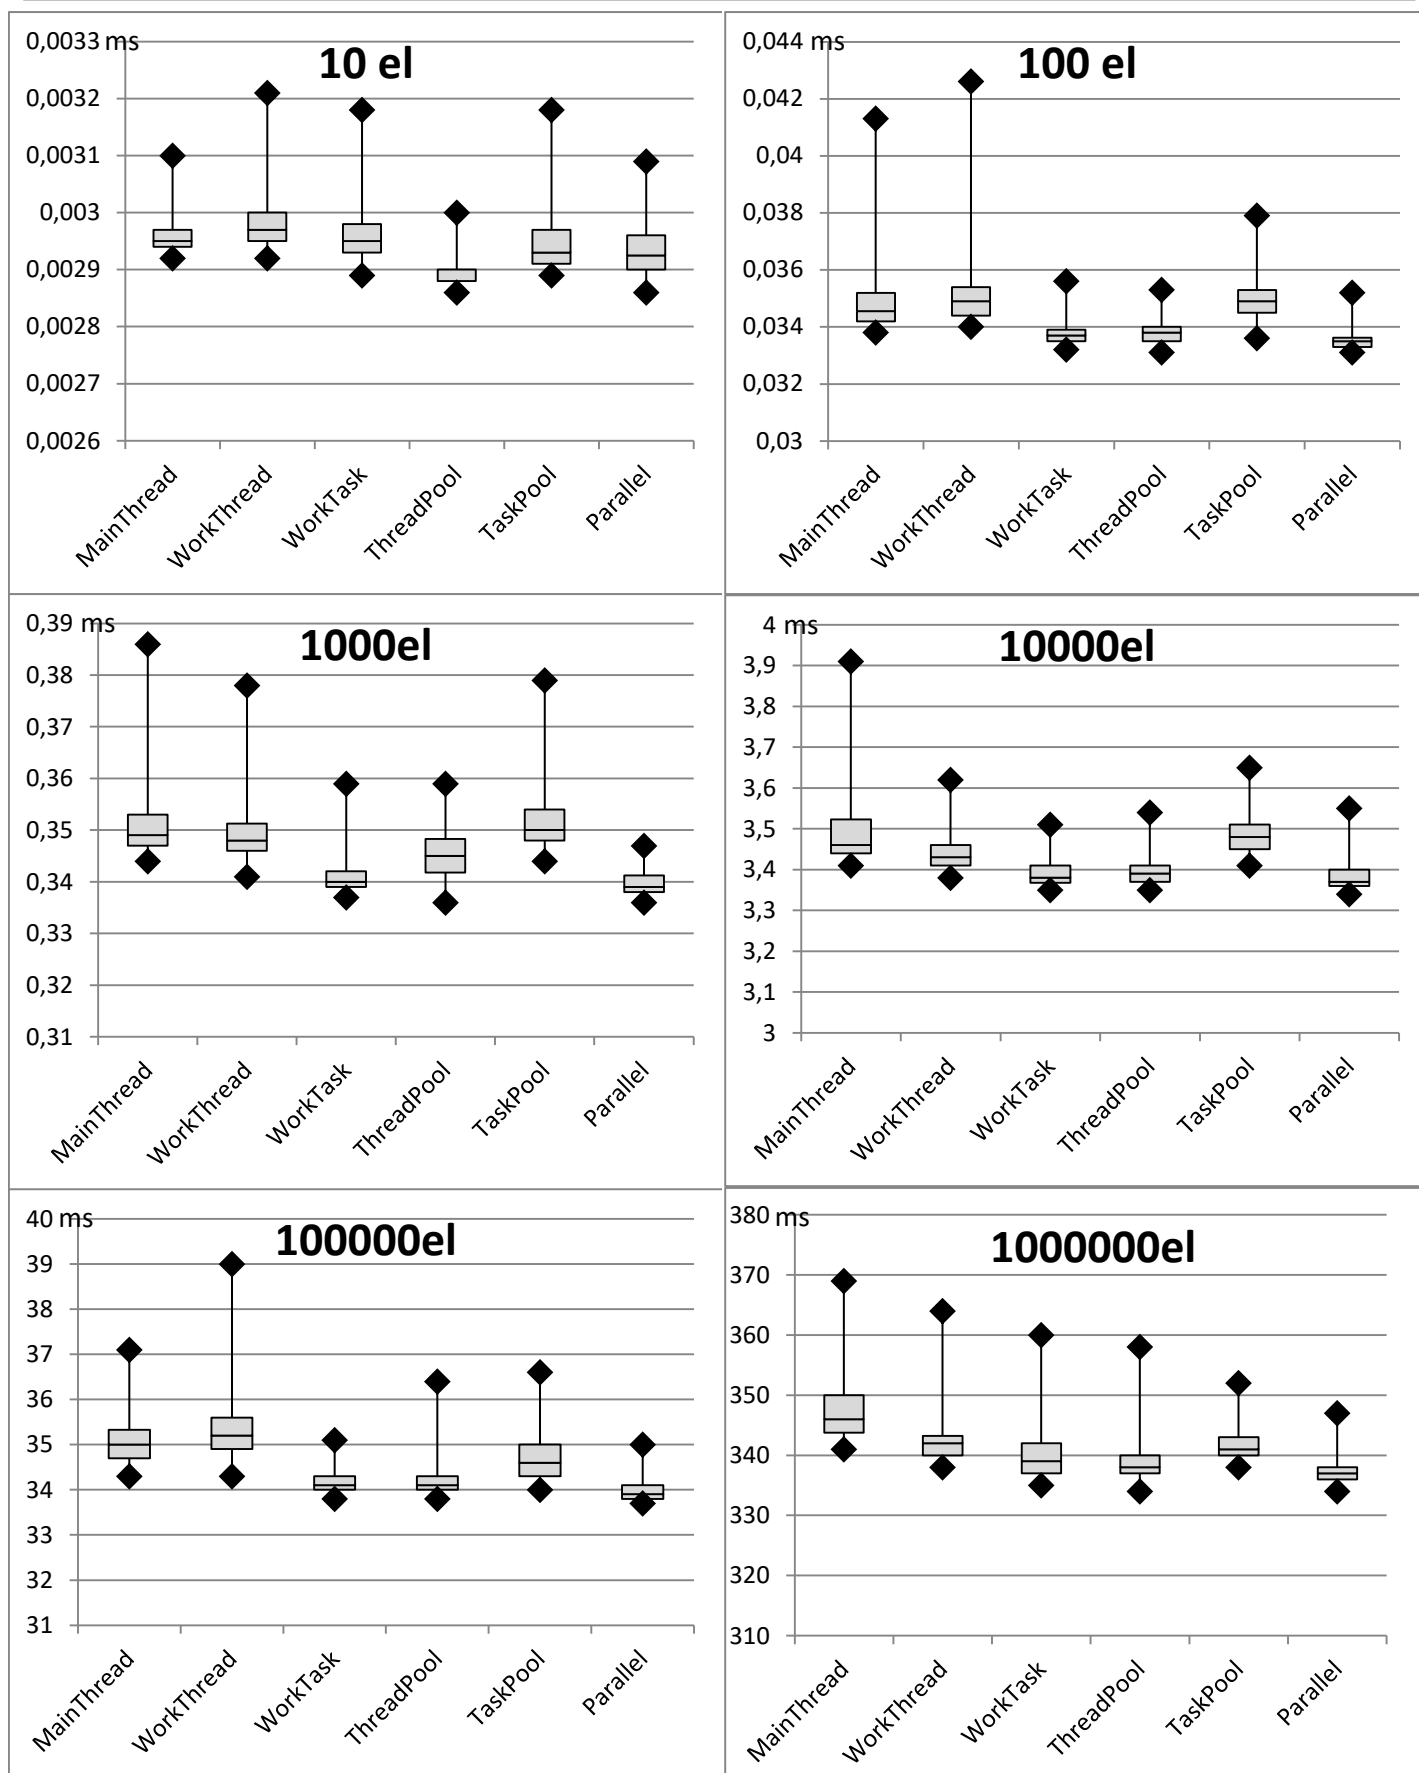 10 el
0,0033 ms
0,0032
0,0031
0,003
0,0029
0,0028
0,0027
0,0026
MainThread
WorkThread
WorkTask
ThreadPool
TaskPool
Parallel
100 el
0,044 ms
0,042
0,04
0,038
0,036
0,034
0,032
0,03
MainThread
WorkThread
WorkTask
ThreadPool
TaskPool
Parallel
1000el
0,39 ms
0,38
0,37
0,36
0,35
0,34
0,33
0,32
0,31
MainThread
WorkThread
WorkTask
ThreadPool
TaskPool
Parallel
10000el
4 ms
3,9
3,8
3,7
3,6
3,5
3,4
3,3
3,2
3,1
3
MainThread
WorkThread
WorkTask
ThreadPool
TaskPool
Parallel
100000el
40 ms
39
38
37
36
35
34
33
32
31
MainThread
WorkThread
WorkTask
ThreadPool
TaskPool
Parallel
1000000el
380 ms
370
360
350
340
330
320
310
MainThread
WorkThread
WorkTask
ThreadPool
TaskPool
Parallel